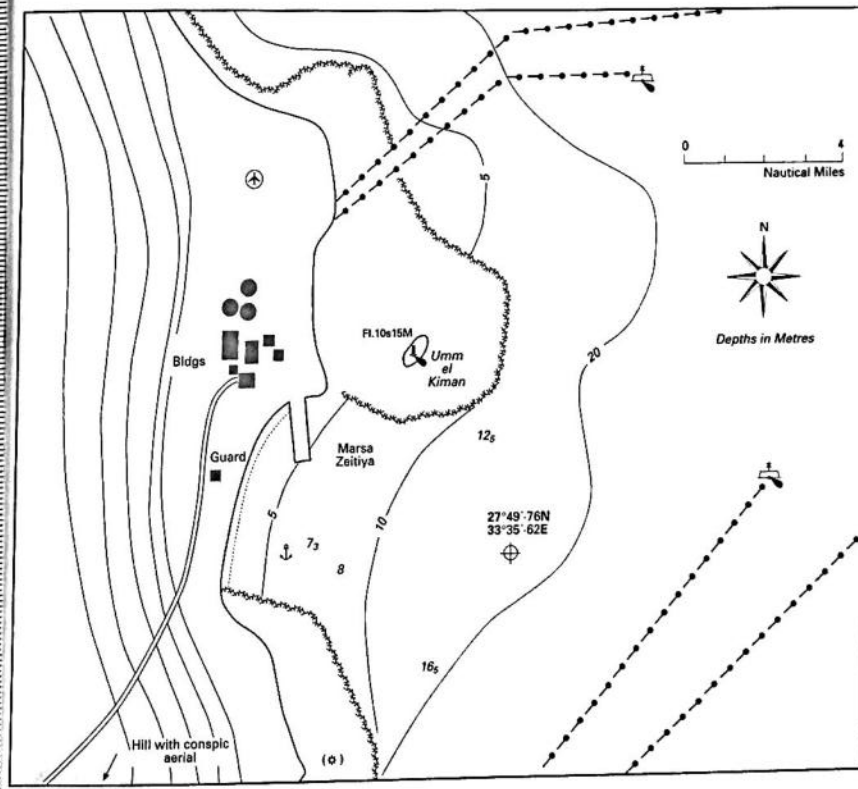 0 4
Nautical Miles
5
N
Depths in Metres
Fl.10s15M
Umm
el
Kiman
Bldgs
20
12₅
Marsa
Zeitiya
Guard
27°49'·76N
33°35'·62E
5
10
7₃
8
16₅
Hill with conspic
aerial